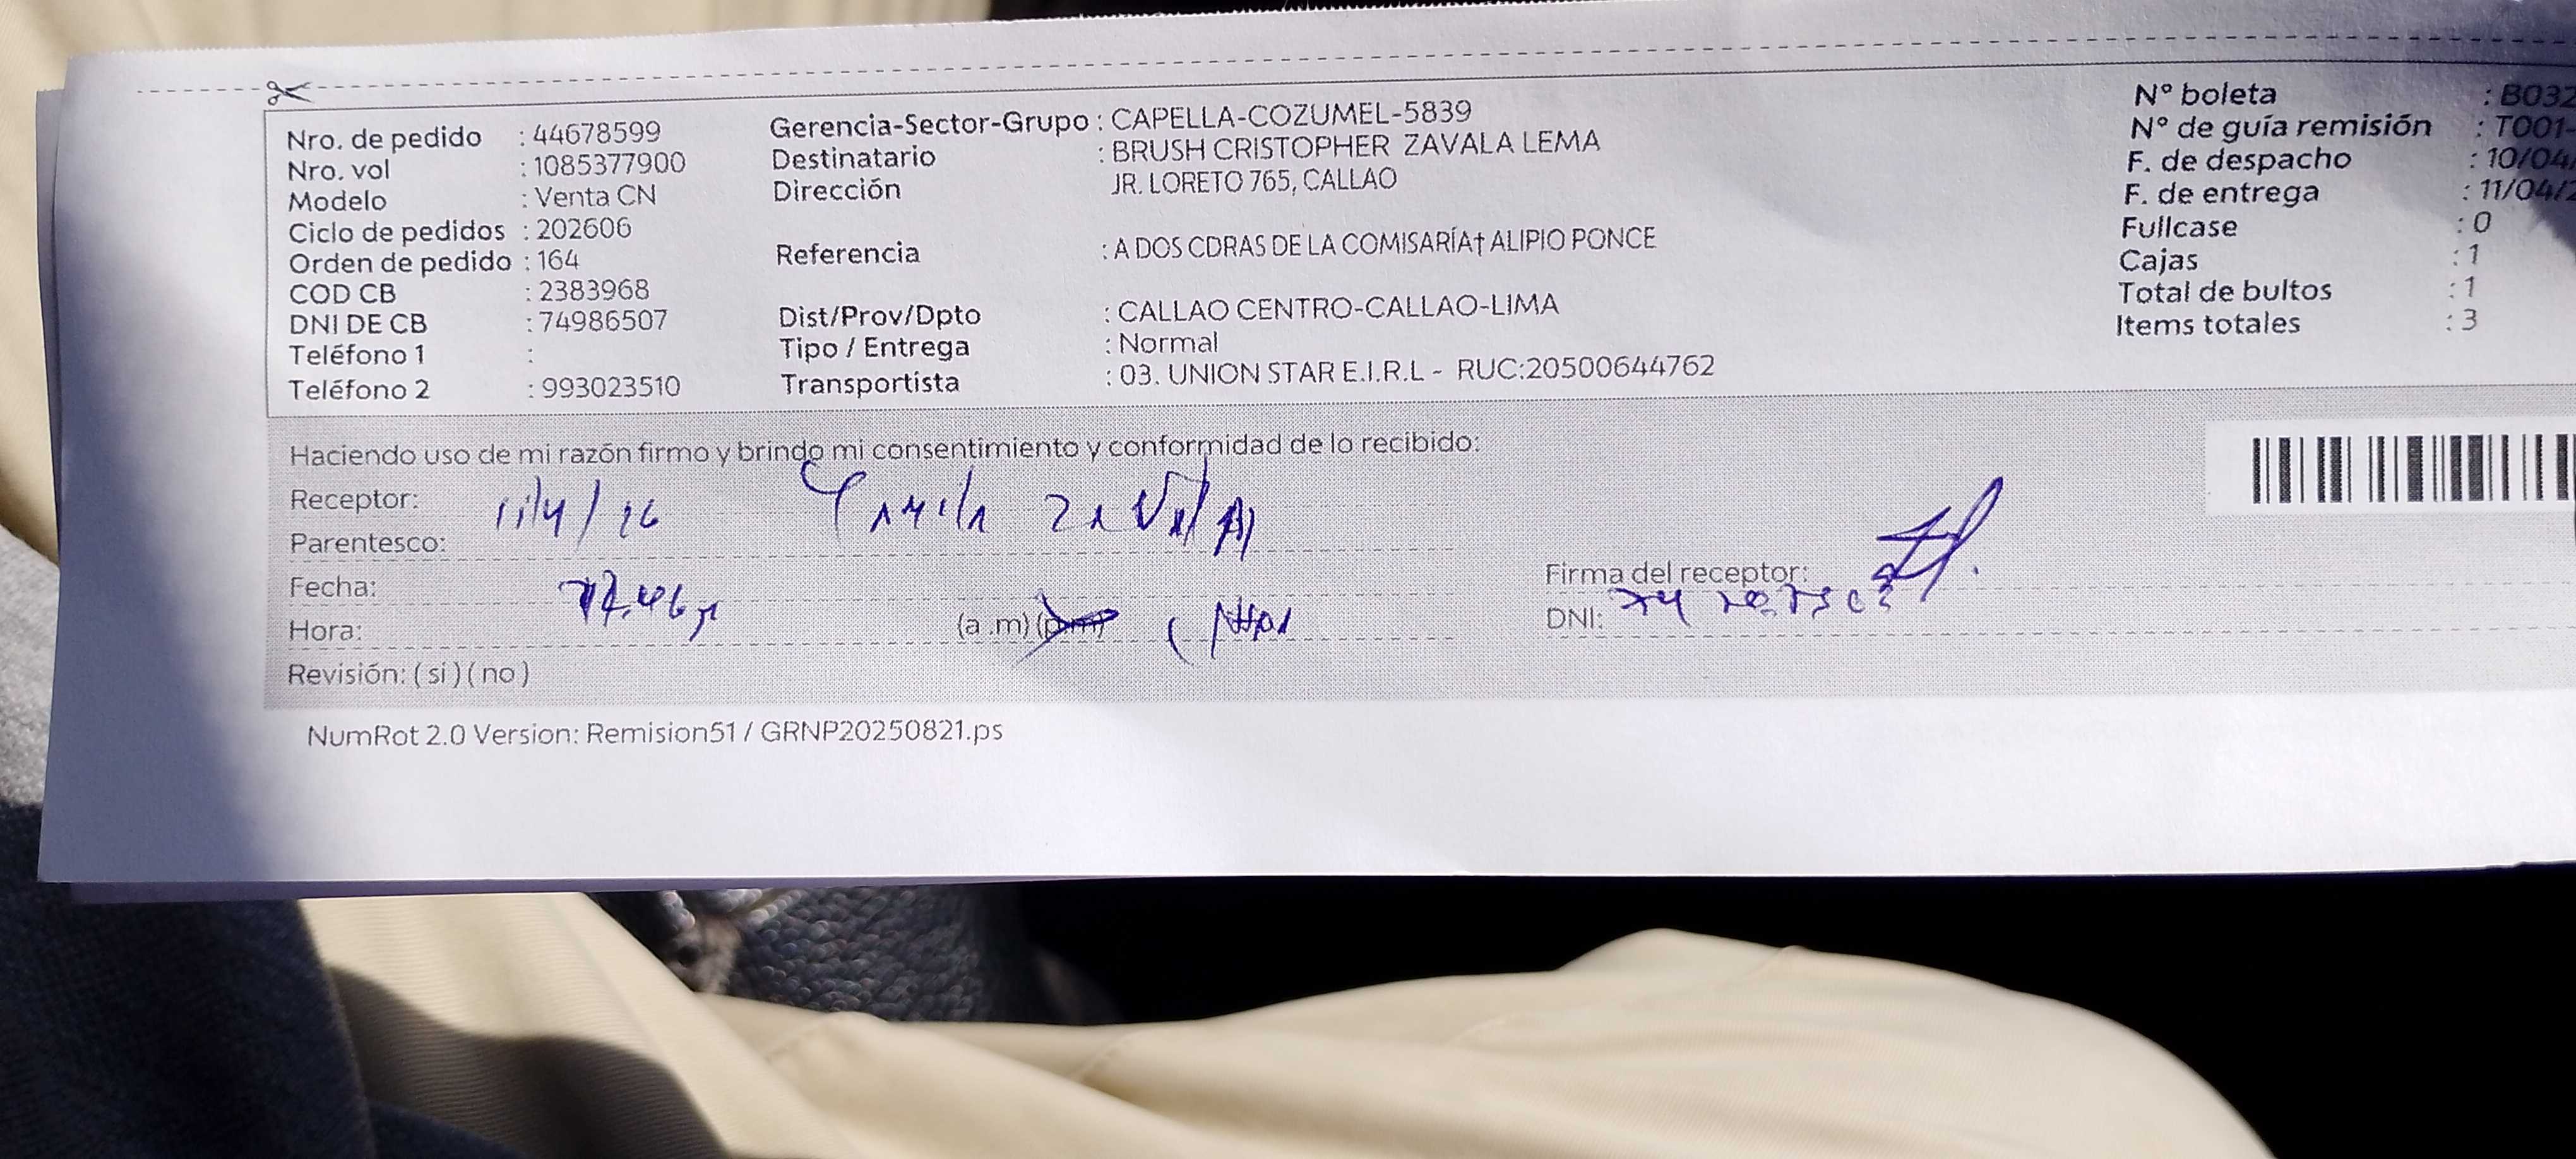 Nro. de pedido : 44678599
Nro. vol : 1085377900
Modelo : Venta CN
Ciclo de pedidos : 202606
Orden de pedido : 164
COD CB : 2383968
DNI DE CB : 74986507
Teléfono 1 :
Teléfono 2 : 993023510
Gerencia-Sector-Grupo : CAPELLA-COZUMEL-5839
Destinatario : BRUSH CRISTOPHER ZAVALA LEMA
Dirección JR. LORETO 765, CALLAO
Referencia : A DOS CDRAS DE LA COMISARÍA† ALIPIO PONCE
Dist/Prov/Dpto : CALLAO CENTRO-CALLAO-LIMA
Tipo / Entrega : Normal
Transportista : 03. UNION STAR E.I.R.L - RUC:20500644762
N° boleta : B032
N° de guía remisión : T001-
F. de despacho : 10/04/
F. de entrega : 11/04/2
Fullcase : 0
Cajas : 1
Total de bultos : 1
Items totales : 3
Haciendo uso de mi razón firmo y brindo mi consentimiento y conformidad de lo recibido:
Receptor: 11/4/26
Parentesco:
Fecha:
Hora: (a .m) (p.m)
Firma del receptor:
DNI:
Revisión: ( si ) ( no )
NumRot 2.0 Version: Remision51 / GRNP20250821.ps